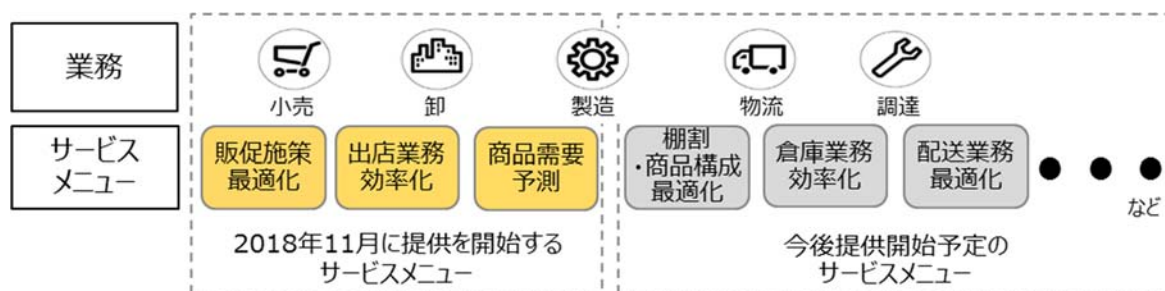 業務
小売
卸
製造
物流
調達
サービス
メニュー
販促施策
最適化
出店業務
効率化
商品需要
予測
棚割
・商品構成
最適化
倉庫業務
効率化
配送業務
最適化
など
2018年11月に提供を開始する
サービスメニュー
今後提供開始予定の
サービスメニュー